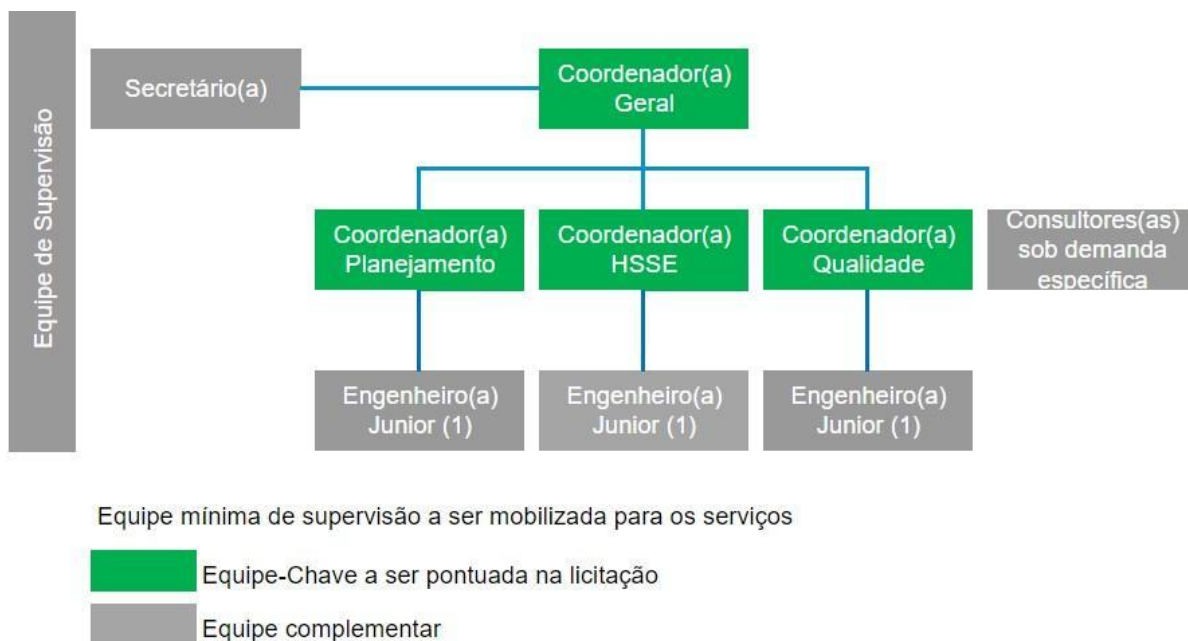 Equipe de Supervisão
Secretário(a)
Coordenador(a)
Geral
Coordenador(a)
Planejamento
Coordenador(a)
HSSE
Coordenador(a)
Qualidade
Consultores(as)
sob demanda
específica
Engenheiro(a)
Junior (1)
Engenheiro(a)
Junior (1)
Engenheiro(a)
Junior (1)
Equipe mínima de supervisão a ser mobilizada para os serviços
Equipe-Chave a ser pontuada na licitação
Equipe complementar